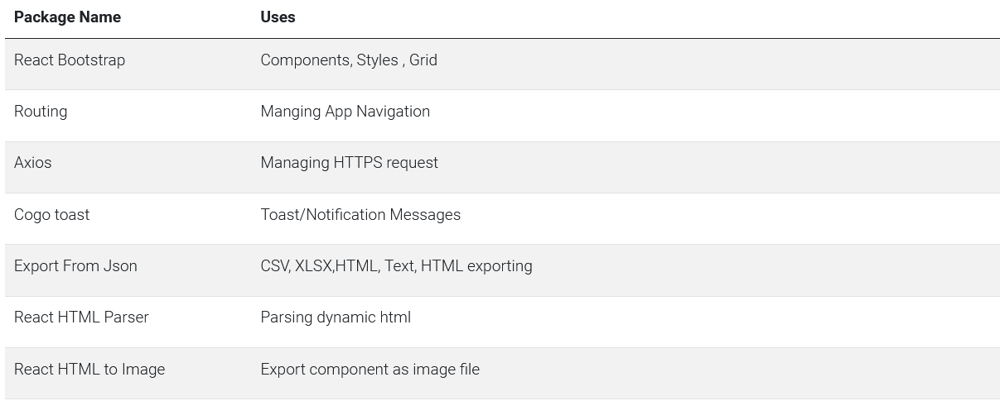 Package Name Uses
React Bootstrap Components, Styles , Grid
Routing Manging App Navigation
Axios Managing HTTPS request
Cogo toast Toast/Notification Messages
Export From Json CSV, XLSX,HTML, Text, HTML exporting
React HTML Parser Parsing dynamic html
React HTML to Image Export component as image file